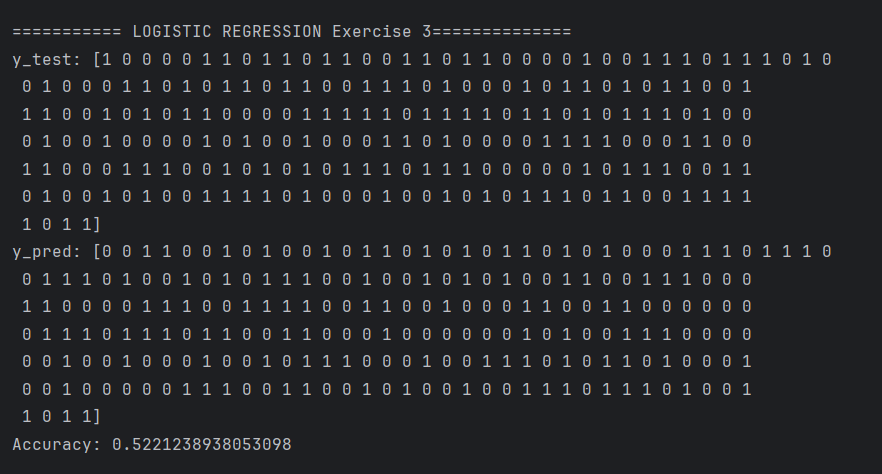 =========== LOGISTIC REGRESSION Exercise 3==============
y_test: [1 0 0 0 0 1 1 0 1 1 0 1 1 0 0 1 1 0 1 1 0 0 0 0 1 0 0 1 1 1 0 1 1 1 0 1 0
0 1 0 0 0 1 1 0 1 0 1 1 0 1 1 0 0 1 1 1 0 1 0 0 0 1 0 1 1 0 1 0 1 1 0 0 1
1 1 0 0 1 0 1 0 1 1 0 0 0 0 1 1 1 1 1 0 1 1 1 1 0 1 1 0 1 0 1 1 1 0 1 0 0
0 1 0 0 1 0 0 0 0 1 0 1 0 0 1 0 0 0 1 1 0 1 0 0 0 0 1 1 1 1 0 0 0 1 1 0 0
1 1 0 0 0 1 1 1 0 0 1 0 1 0 1 0 1 1 1 0 1 1 1 0 0 0 0 0 1 0 1 1 1 0 0 1 1
0 1 0 0 1 0 1 0 0 1 1 1 1 0 1 0 0 0 1 0 0 1 0 1 0 1 1 1 0 1 1 0 0 1 1 1 1
1 0 1 1]
y_pred: [0 0 1 1 0 0 1 0 1 0 0 1 0 1 1 0 1 0 1 0 1 1 0 1 0 1 0 0 0 1 1 1 0 1 1 1 0
0 1 1 1 0 1 0 0 1 0 1 0 1 1 1 0 0 1 0 0 1 0 1 0 1 0 0 1 1 0 0 1 1 1 0 0 0
1 1 0 0 0 0 1 1 1 0 0 1 1 1 1 0 1 1 0 0 1 0 0 0 1 1 0 0 1 1 0 0 0 0 0 0 0
0 1 1 1 0 1 1 1 0 1 1 0 0 1 1 0 0 0 1 0 0 0 0 0 0 1 0 1 0 0 1 1 1 0 0 0 0
0 0 1 0 0 1 0 0 0 1 0 0 1 0 1 1 1 0 0 0 1 0 0 1 1 1 0 1 0 1 1 0 1 0 0 0 1
0 0 1 0 0 0 0 0 1 1 1 0 0 1 1 0 0 1 0 1 0 0 1 0 0 1 1 1 0 1 1 1 0 1 0 0 1
1 0 1 1]
Accuracy: 0.5221238938053098